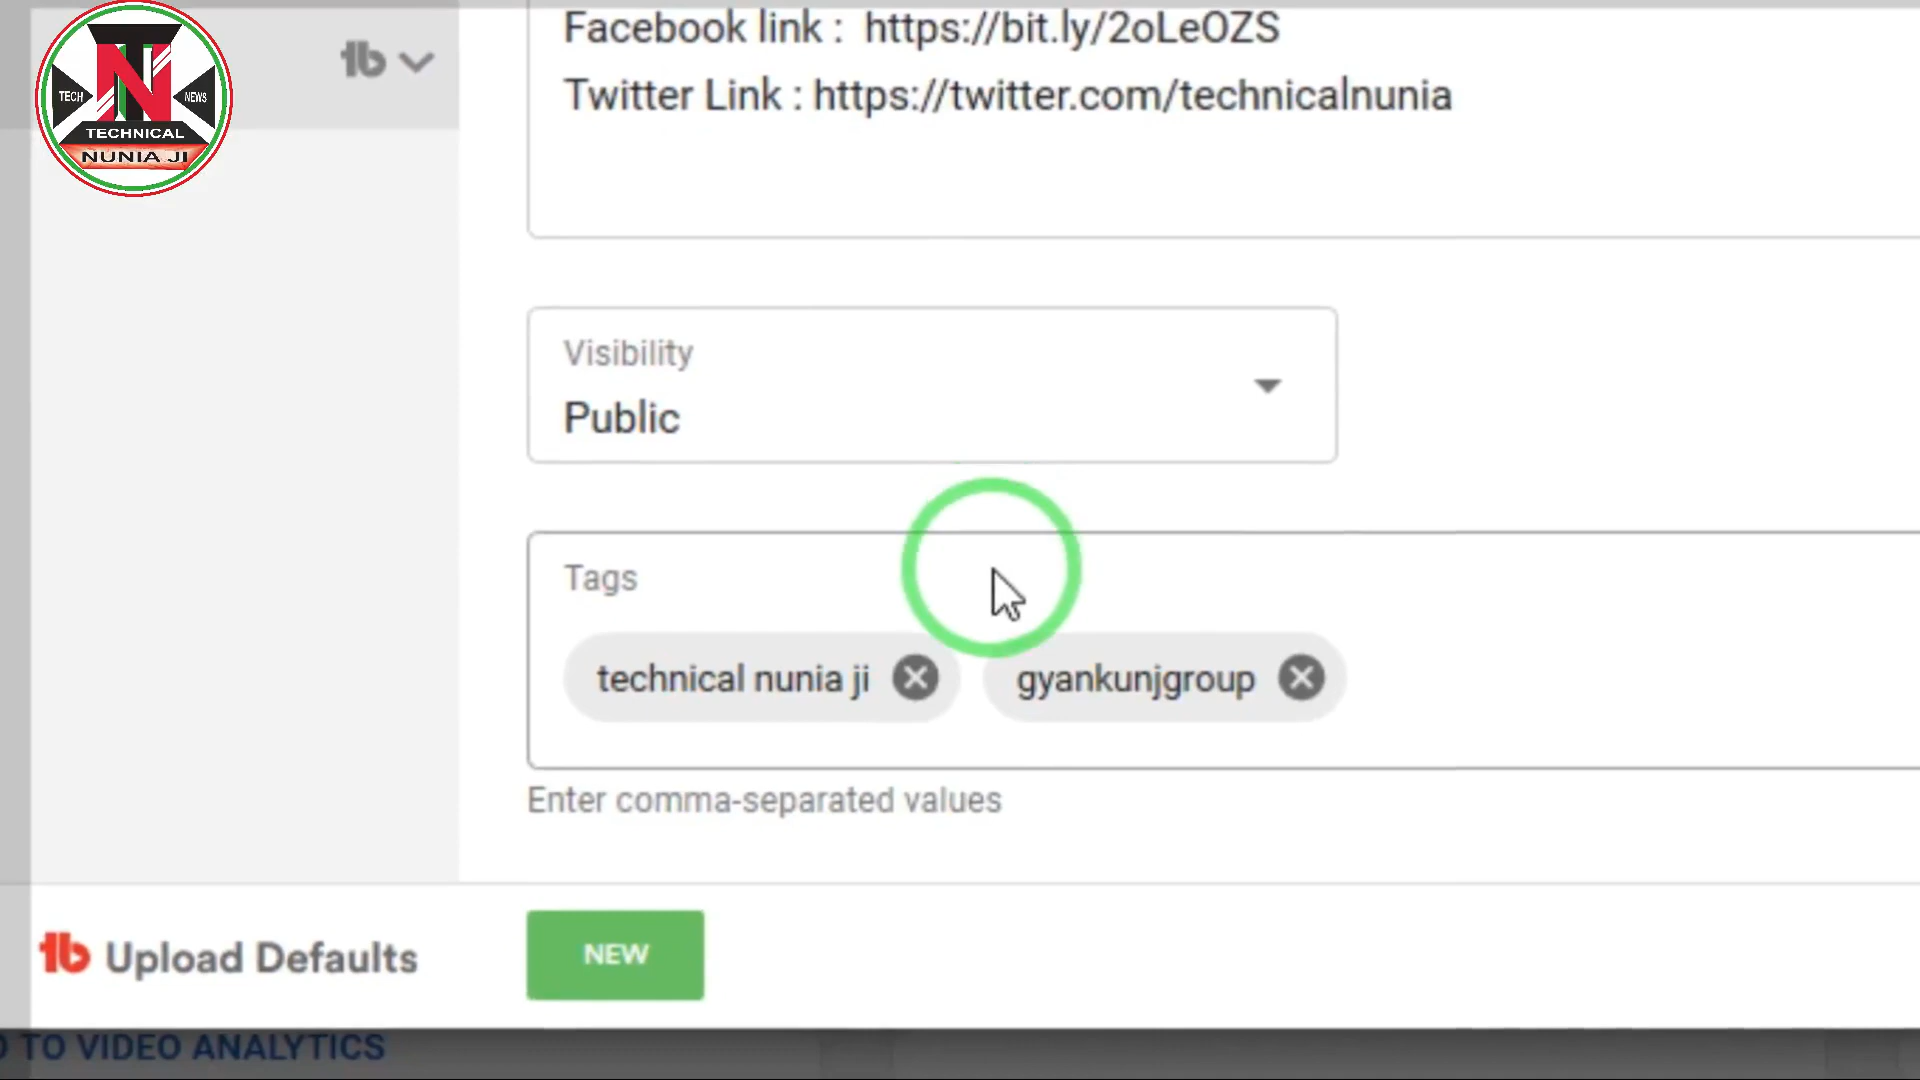 Facebook link :  https://bit.ly/2oLeOZS
Twitter Link : https://twitter.com/technicalnunia
TECH
NEWS
TECHNICAL
NUNIA JI
Visibility
Public
Tags
technical nunia ji
gyankunjgroup
Enter comma-separated values
Upload Defaults
NEW
TO VIDEO ANALYTICS